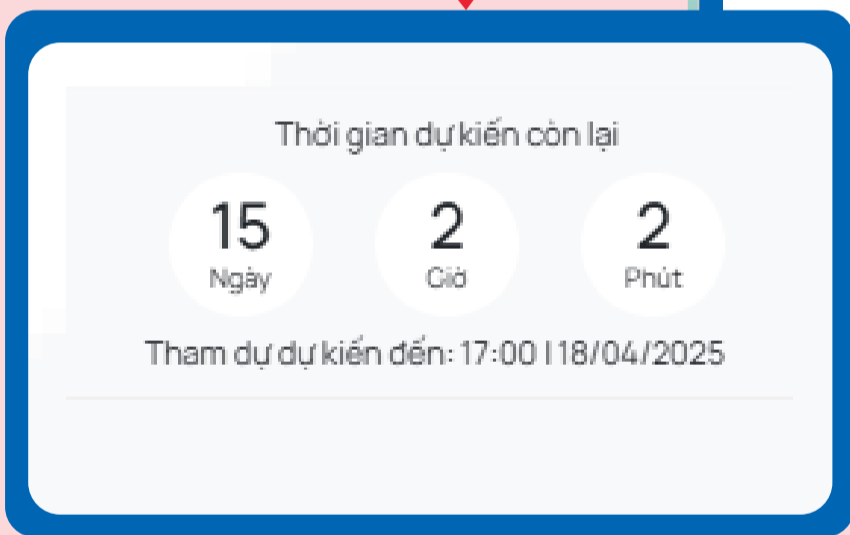 Thời gian dự kiến còn lại
15 2 2
Ngày Giờ Phút
Tham dự dự kiến đến: 17:00 | 18/04/2025